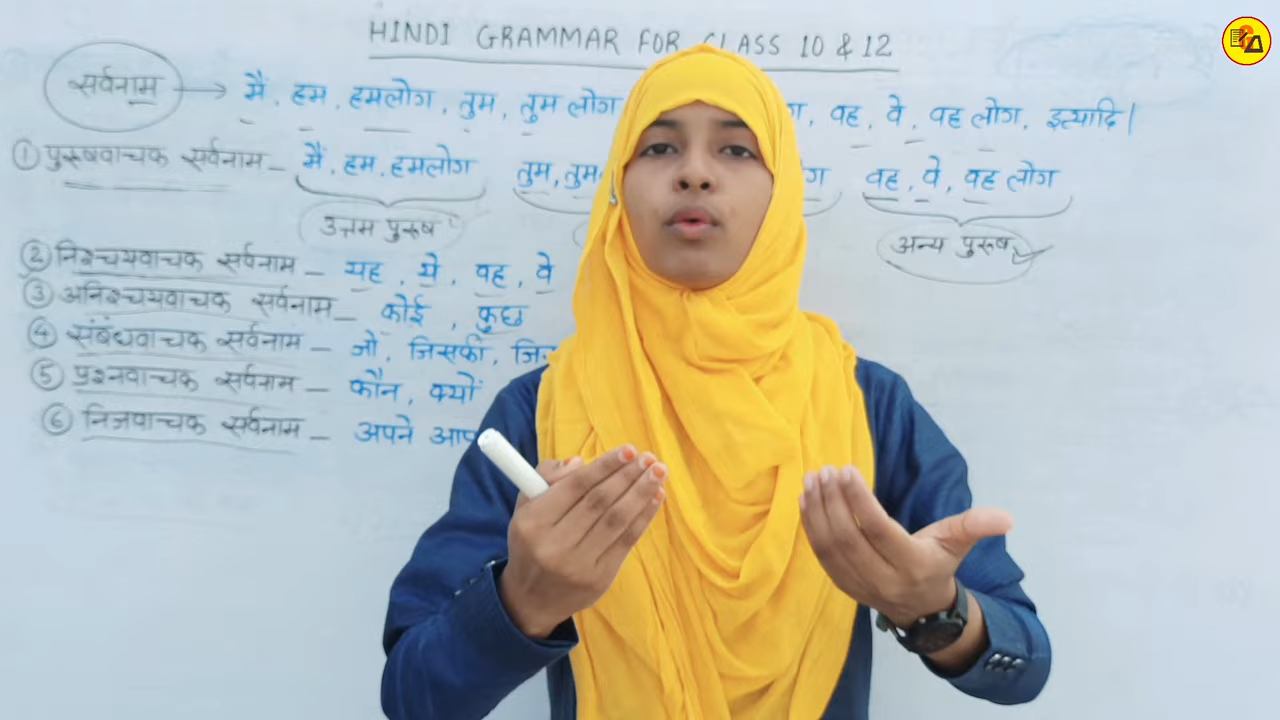 HINDI GRAMMAR FOR CLASS 10 & 12
सर्वनाम → मैं, हम, हमलोग, तुम, तुम लोग वह, वे, वह लोग, इत्यादि।
① पुरूषवाचक सर्वनाम - मैं, हम, हमलोग तुम, तुम वह, वे, वह लोग
उत्तम पुरूष अन्य पुरूष
② निश्चयवाचक सर्वनाम - यह, ये, वह, वे
③ अनिश्चयवाचक सर्वनाम - कोई, कुछ
④ संबंधवाचक सर्वनाम - जो, जिसकी,
⑤ प्रश्नवाचक सर्वनाम - कौन, क्यों
⑥ निजवाचक सर्वनाम - अपने आप